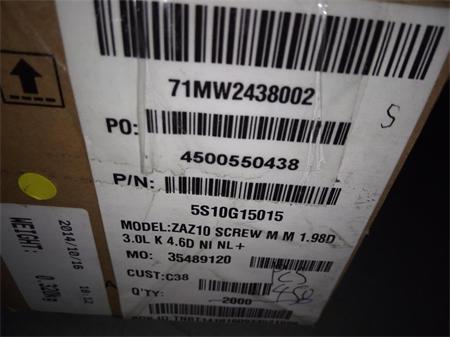 71MW2438002
S
PO:
4500550438
P/N:
5S10G15015
MODEL:ZAZ10 SCREW M M 1.98D
3.0L K 4.6D NI NL+
MO: 35489120
CUST:C38
Q'TY: 2000
450
2014/10/16 18:12
WEIGHT: 0.320Kg